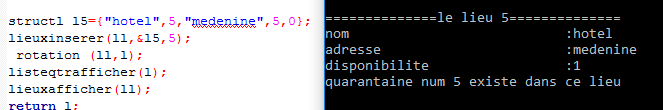 structl l5={"hotel",5,"medenine",5,0};
lieuxinserer(ll,&l5,5);
rotation (ll,l);
listeqtrafficher(l);
lieuxafficher(ll);
return l;
===============le lieu 5===============
nom :hotel
adresse :medenine
disponibilite :1
quarantaine num 5 existe dans ce lieu